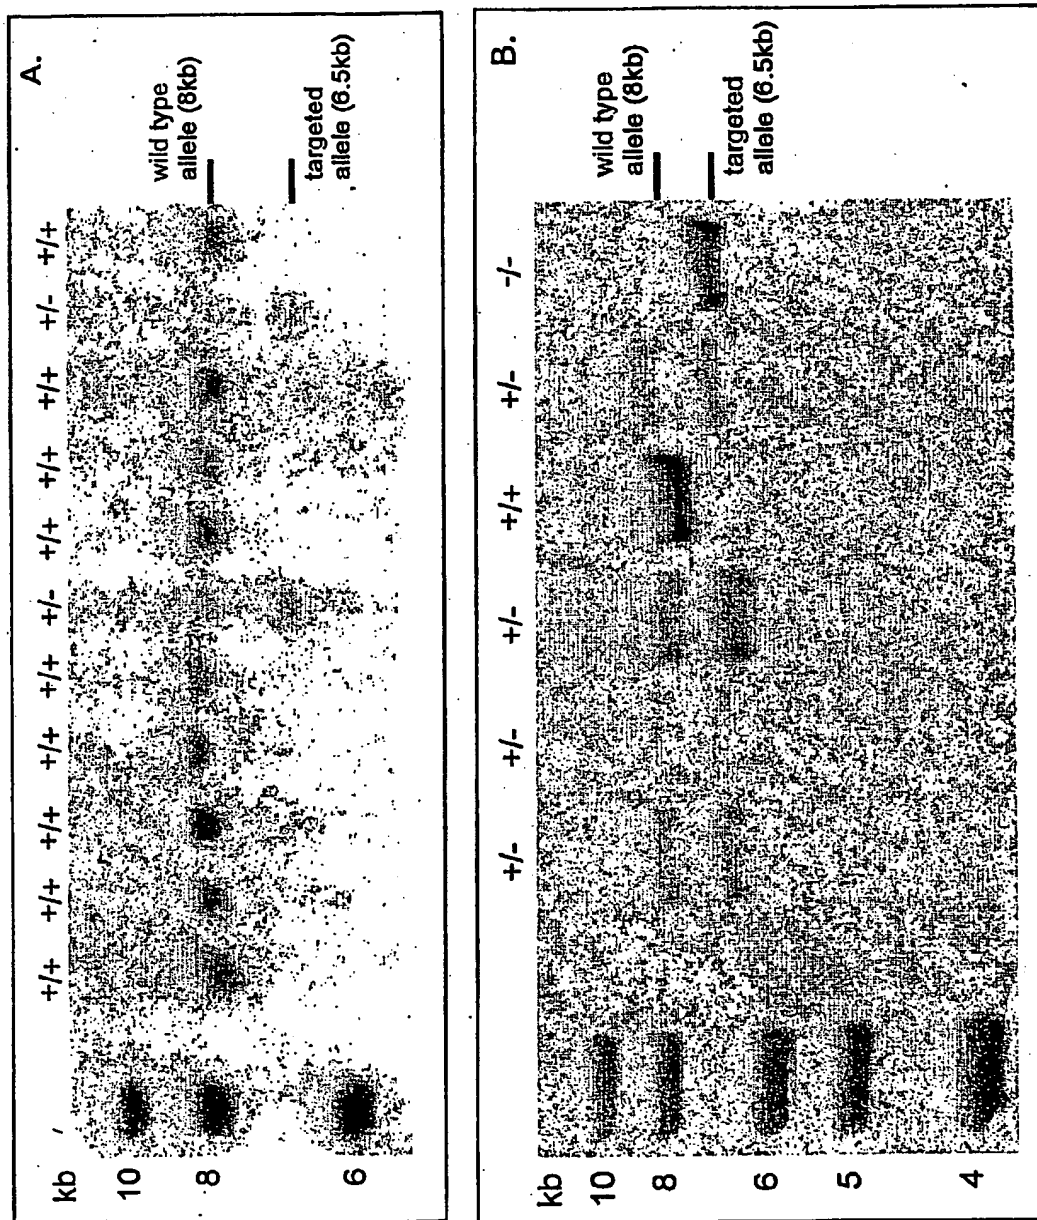 A.
wild type
allele (8kb)
targeted
allele (6.5kb)
+/+ +/+ +/+ +/+ +/+ +/- +/+ +/+ +/+ +/- +/+
kb
10
8
6
B.
wild type
allele (8kb)
targeted
allele (6.5kb)
+/- +/- +/- +/+ +/- -/-
kb
10
8
6
5
4